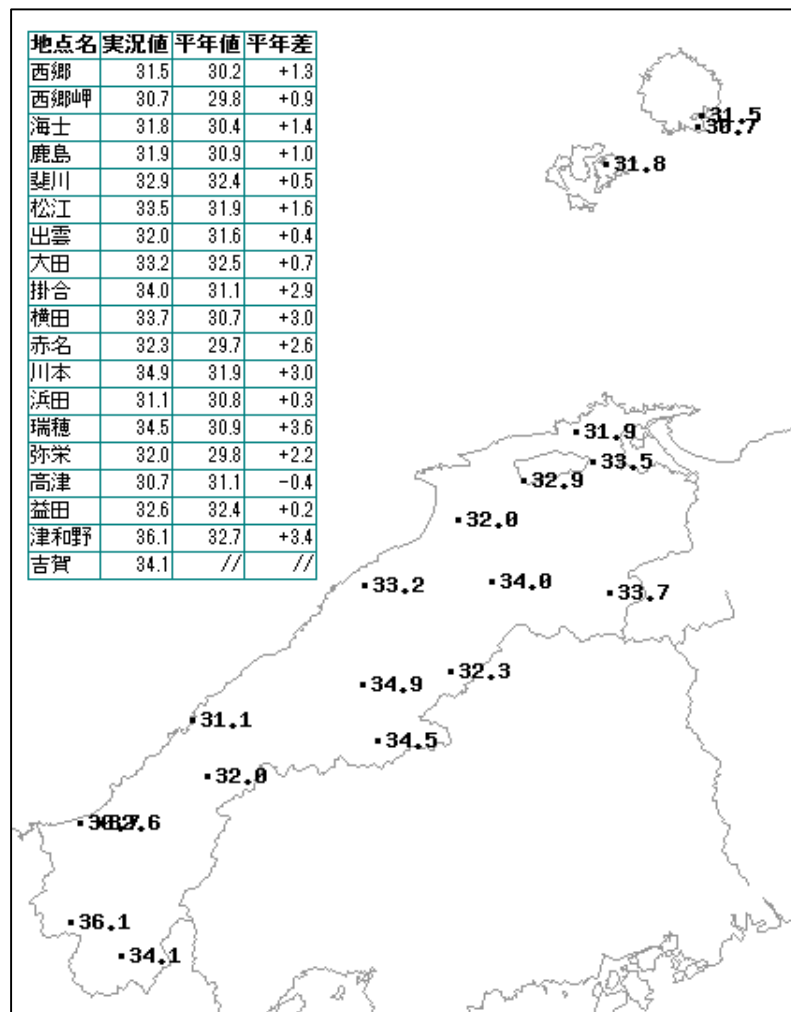 地点名 実況値 平年値 平年差
西郷 31.5 30.2 +1.3
西郷岬 30.7 29.8 +0.9
海士 31.8 30.4 +1.4
鹿島 31.9 30.9 +1.0
斐川 32.9 32.4 +0.5
松江 33.5 31.9 +1.6
出雲 32.0 31.6 +0.4
大田 33.2 32.5 +0.7
掛合 34.0 31.1 +2.9
横田 33.7 30.7 +3.0
赤名 32.3 29.7 +2.6
川本 34.9 31.9 +3.0
浜田 31.1 30.8 +0.3
瑞穂 34.5 30.9 +3.6
弥栄 32.0 29.8 +2.2
高津 30.7 31.1 -0.4
益田 32.6 32.4 +0.2
津和野 36.1 32.7 +3.4
吉賀 34.1 // //
31.5
30.7
31.8
31.9
33.5
32.9
32.0
33.2
34.0
33.7
32.3
34.9
31.1
34.5
32.0
30.7
32.6
36.1
34.1